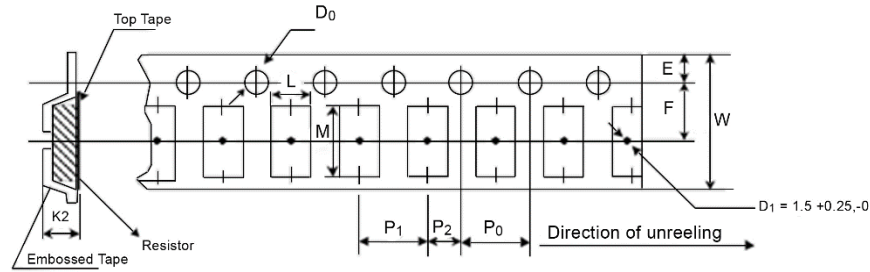 Top Tape
D0
L
E
F
W
M
K2
D1 = 1.5 +0.25,-0
P1
P2
P0
Direction of unreeling
Resistor
Embossed Tape